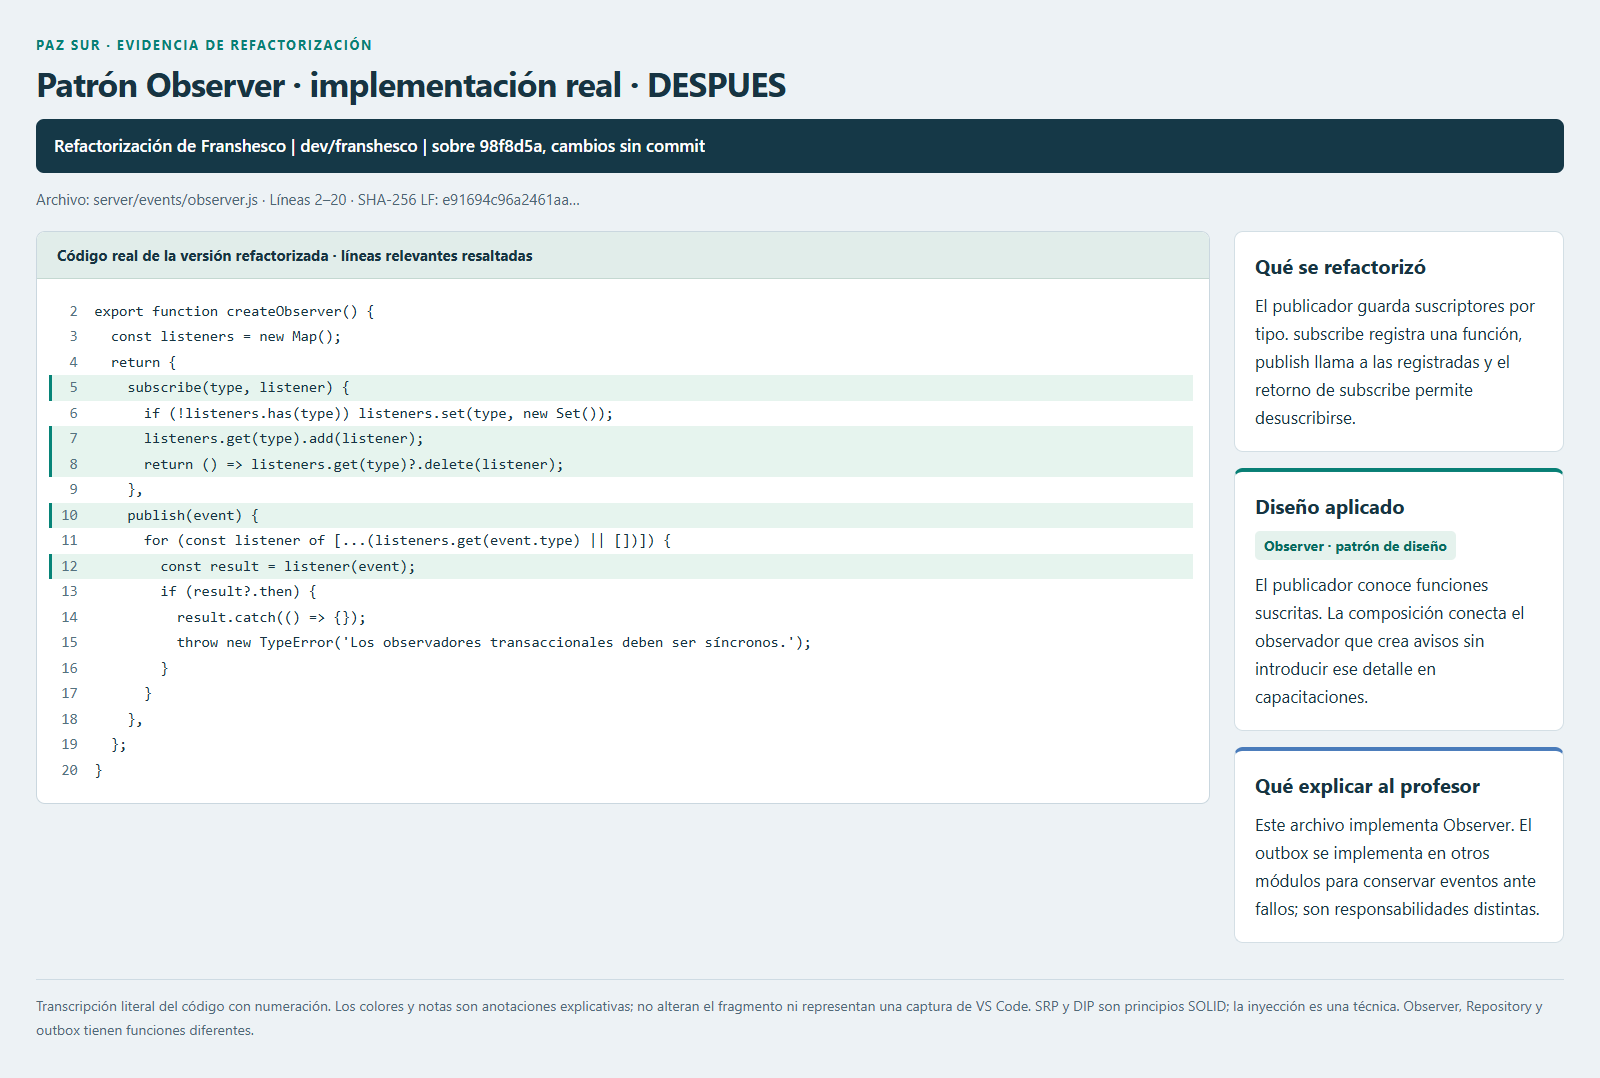 PAZ SUR · EVIDENCIA DE REFACTORIZACIÓN
Patrón Observer · implementación real · DESPUES
Refactorización de Franshesco | dev/franshesco | sobre 98f8d5a, cambios sin commit
Archivo: server/events/observer.js · Líneas 2–20 · SHA-256 LF: e91694c96a2461aa…
Código real de la versión refactorizada · líneas relevantes resaltadas
2 export function createObserver() {
3   const listeners = new Map();
4   return {
5     subscribe(type, listener) {
6       if (!listeners.has(type)) listeners.set(type, new Set());
7       listeners.get(type).add(listener);
8       return () => listeners.get(type)?.delete(listener);
9     },
10     publish(event) {
11       for (const listener of [...(listeners.get(event.type) || [])]) {
12         const result = listener(event);
13         if (result?.then) {
14           result.catch(() => {});
15           throw new TypeError('Los observadores transaccionales deben ser síncronos.');
16         }
17       }
18     },
19   };
20 }
Qué se refactorizó
El publicador guarda suscriptores por
tipo. subscribe registra una función,
publish llama a las registradas y el
retorno de subscribe permite
desuscribirse.
Diseño aplicado
Observer · patrón de diseño
El publicador conoce funciones
suscritas. La composición conecta el
observador que crea avisos sin
introducir ese detalle en
capacitaciones.
Qué explicar al profesor
Este archivo implementa Observer. El
outbox se implementa en otros
módulos para conservar eventos ante
fallos; son responsabilidades distintas.
Transcripción literal del código con numeración. Los colores y notas son anotaciones explicativas; no alteran el fragmento ni representan una captura de VS Code. SRP y DIP son principios SOLID; la inyección es una técnica. Observer, Repository y
outbox tienen funciones diferentes.